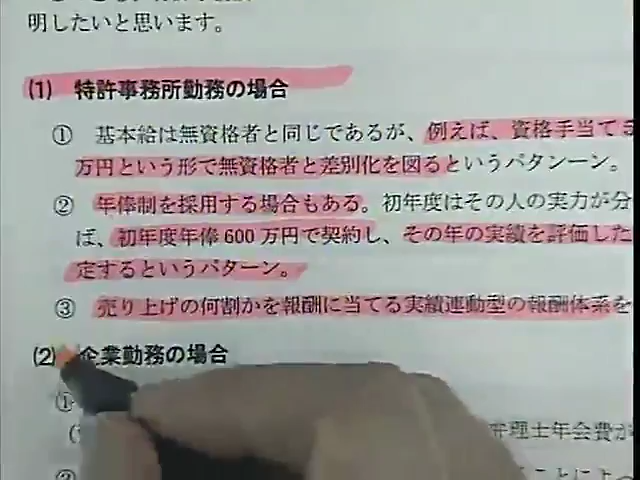 明したいと思います。
(1) 特許事務所勤務の場合
① 基本給は無資格者と同じであるが、例えば、資格手当て
万円という形で無資格者と差別化を図るというパターン。
② 年俸制を採用する場合もある。初年度はその人の実力が分
ば、初年度年俸600万円で契約し、その年の実績を評価した
定するというパターン。
③ 売り上げの何割かを報酬に当てる実績連動型の報酬体系を
(2) 企業勤務の場合
①
弁理士年会費が
②
ことによっ